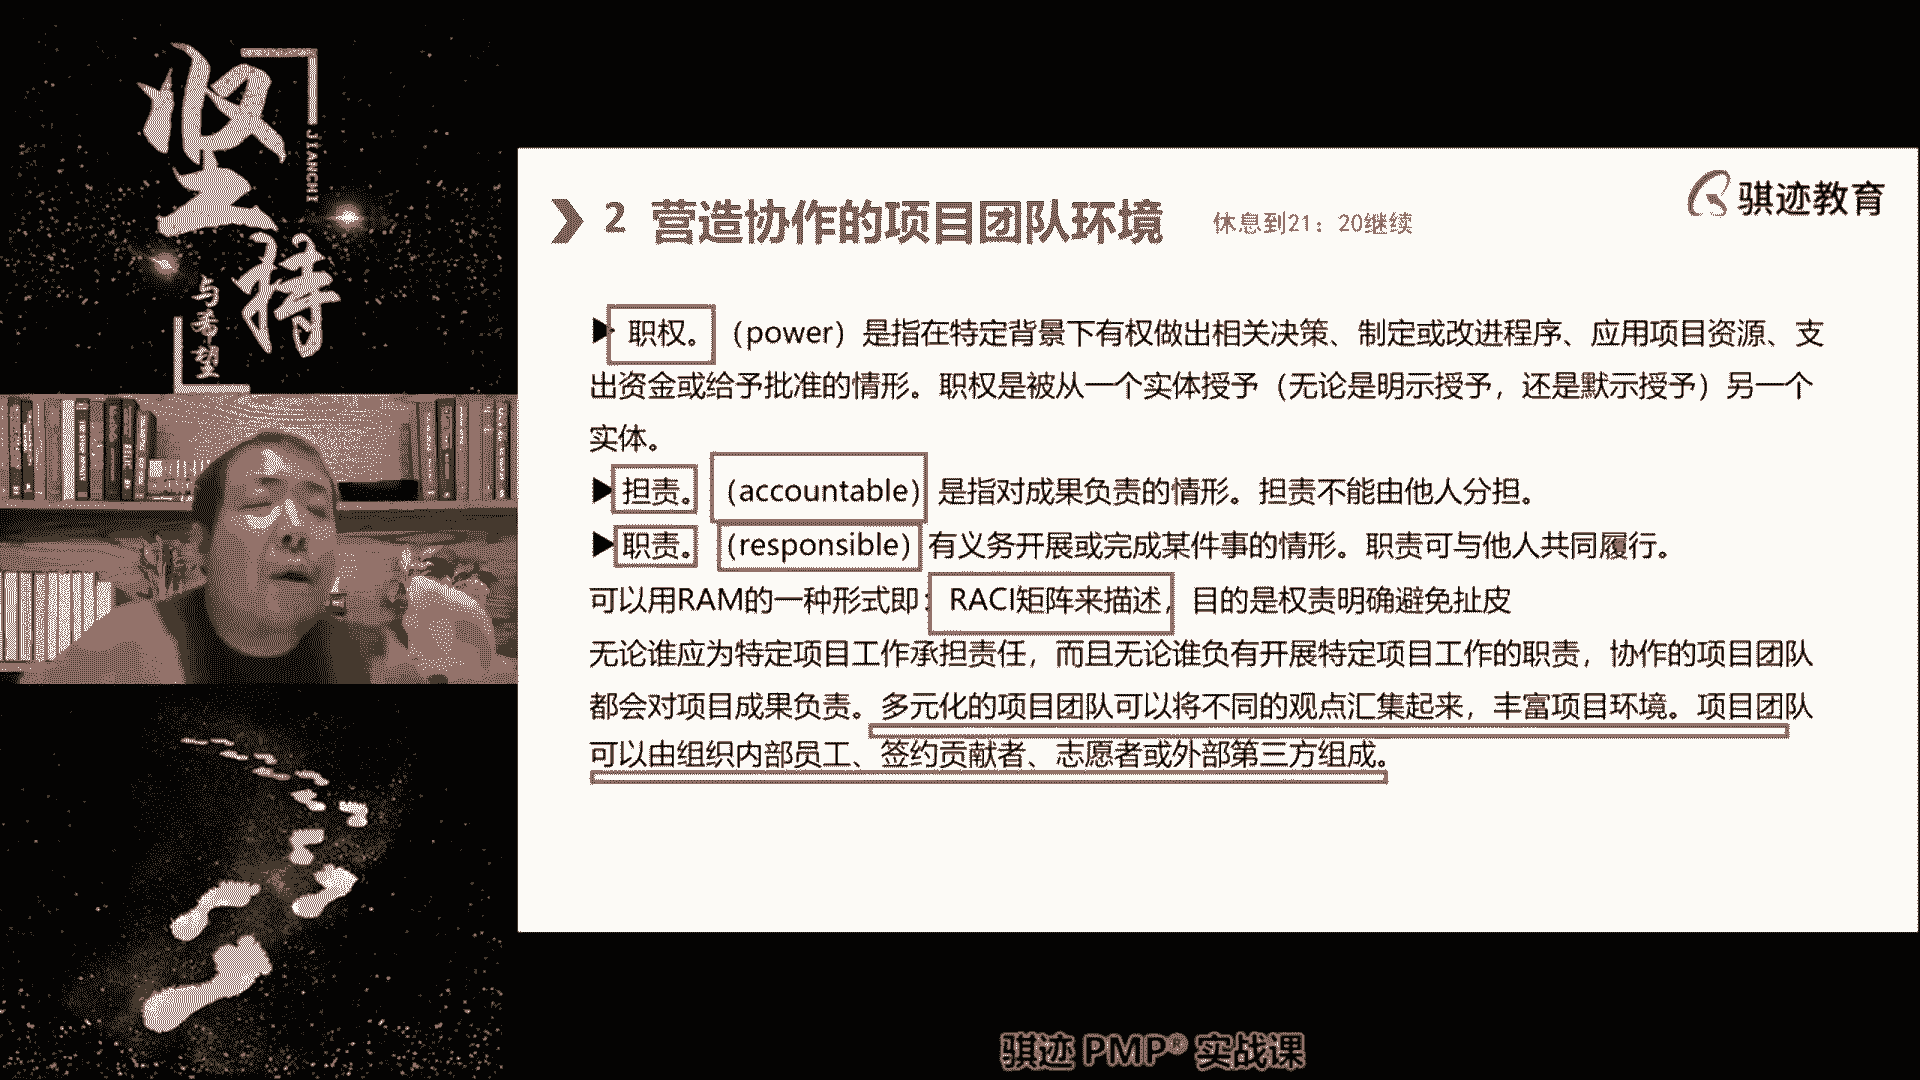 坚持
JIANCHI
与希望
骐迹教育
2 营造协作的项目团队环境 休息到21：20继续
职权。（power）是指在特定背景下有权做出相关决策、制定或改进程序、应用项目资源、支
出资金或给予批准的情形。职权是被从一个实体授予（无论是明示授予，还是默示授予）另一个
实体。
担责。（accountable）是指对成果负责的情形。担责不能由他人分担。
职责。（responsible）有义务开展或完成某件事的情形。职责可与他人共同履行。
可以用RAM的一种形式即：RACI矩阵来描述，目的是权责明确避免扯皮
无论谁应为特定项目工作承担责任，而且无论谁负有开展特定项目工作的职责，协作的项目团队
都会对项目成果负责。多元化的项目团队可以将不同的观点汇集起来，丰富项目环境。项目团队
可以由组织内部员工、签约贡献者、志愿者或外部第三方组成。
骐迹 PMP® 实战课